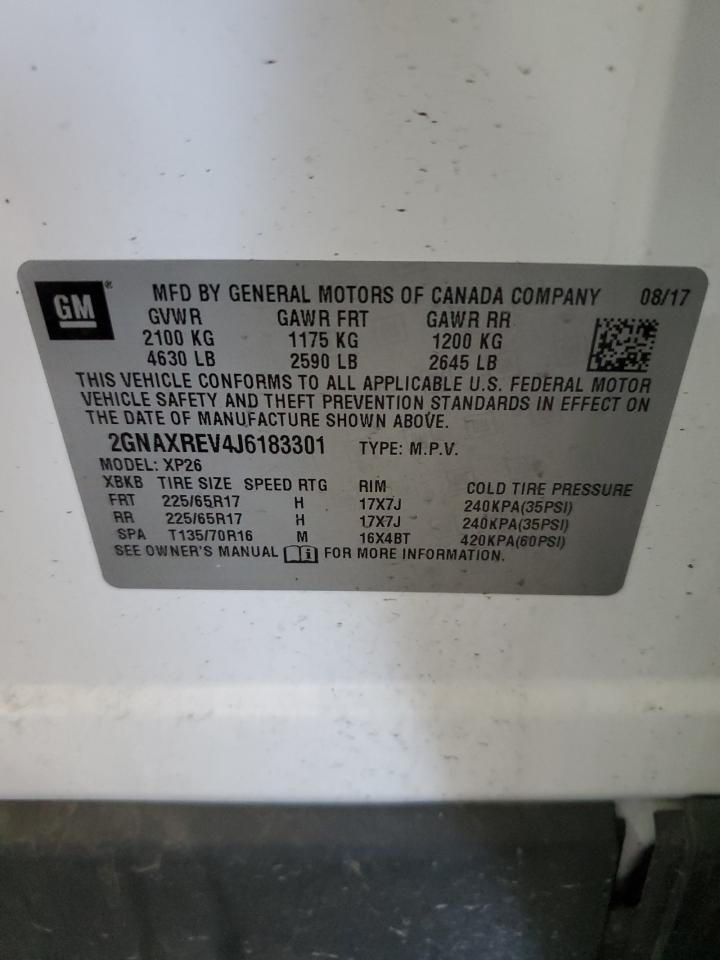 GM ® MFD BY GENERAL MOTORS OF CANADA COMPANY 08/17
GVWR GAWR FRT GAWR RR
2100 KG 1175 KG 1200 KG
4630 LB 2590 LB 2645 LB
THIS VEHICLE CONFORMS TO ALL APPLICABLE U.S. FEDERAL MOTOR
VEHICLE SAFETY AND THEFT PREVENTION STANDARDS IN EFFECT ON
THE DATE OF MANUFACTURE SHOWN ABOVE.
2GNAXREV4J6183301 TYPE: M.P.V.
MODEL: XP26
XBKB TIRE SIZE SPEED RTG RIM COLD TIRE PRESSURE
FRT 225/65R17 H 17X7J 240KPA(35PSI)
RR 225/65R17 H 17X7J 240KPA(35PSI)
SPA T135/70R16 M 16X4BT 420KPA(60PSI)
SEE OWNER'S MANUAL FOR MORE INFORMATION.